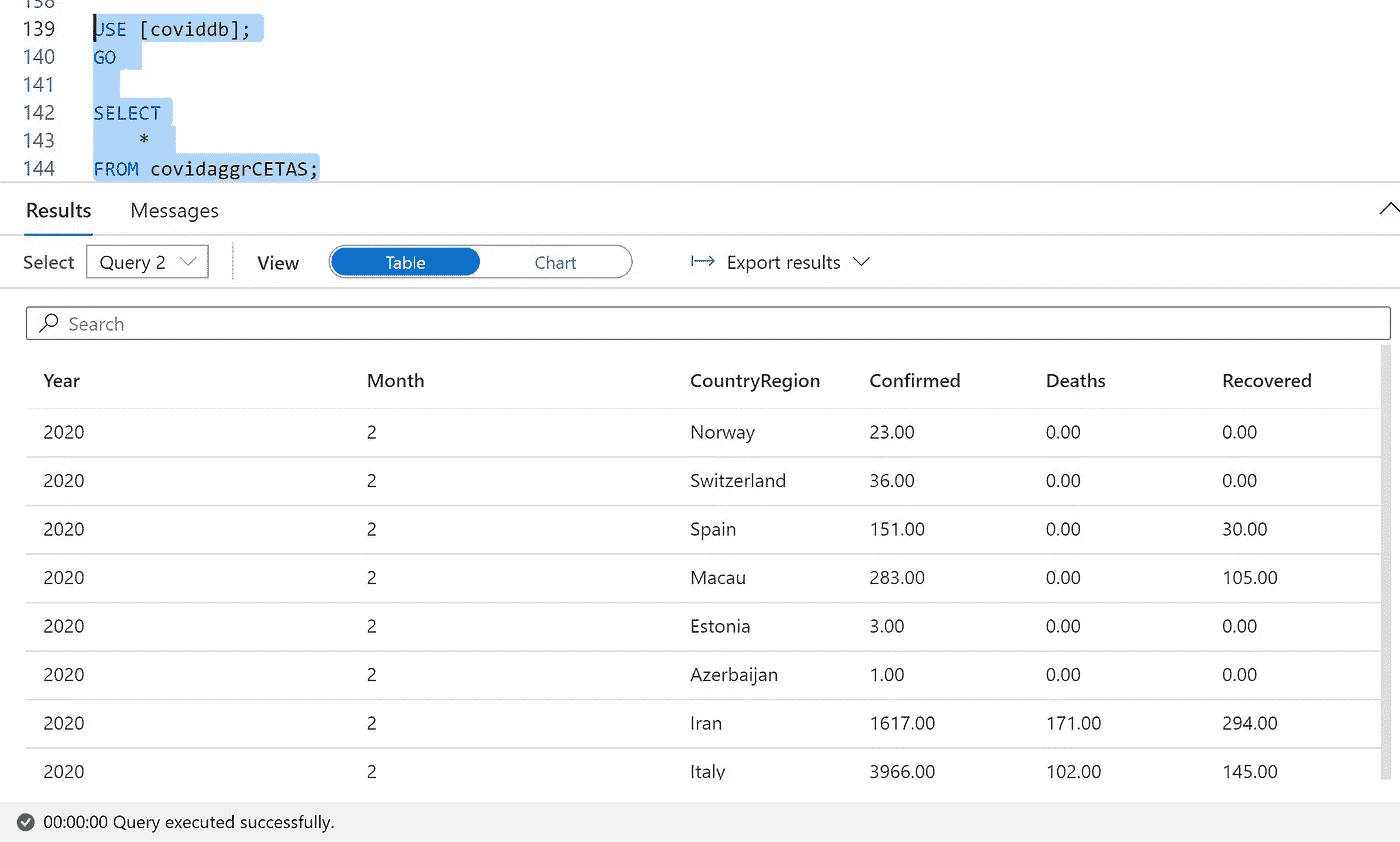 138
139 USE [coviddb];
140 GO
141
142 SELECT
143 *
144 FROM covidaggrCETAS;
Results Messages
Select Query 2 View Table Chart Export results
Search
Year Month CountryRegion Confirmed Deaths Recovered
2020 2 Norway 23.00 0.00 0.00
2020 2 Switzerland 36.00 0.00 0.00
2020 2 Spain 151.00 0.00 30.00
2020 2 Macau 283.00 0.00 105.00
2020 2 Estonia 3.00 0.00 0.00
2020 2 Azerbaijan 1.00 0.00 0.00
2020 2 Iran 1617.00 171.00 294.00
2020 2 Italy 3966.00 102.00 145.00
00:00:00 Query executed successfully.